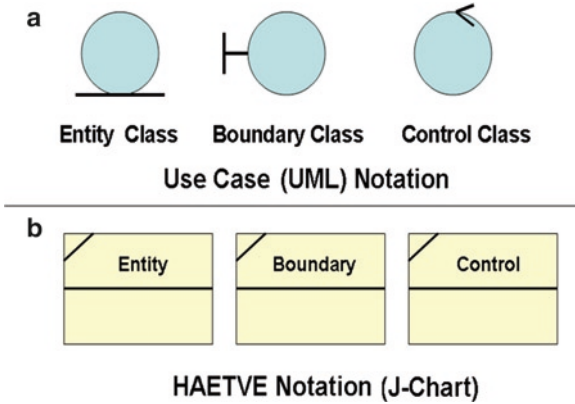 a
Entity Class Boundary Class Control Class
Use Case (UML) Notation
b
Entity Boundary Control
HAETVE Notation (J-Chart)